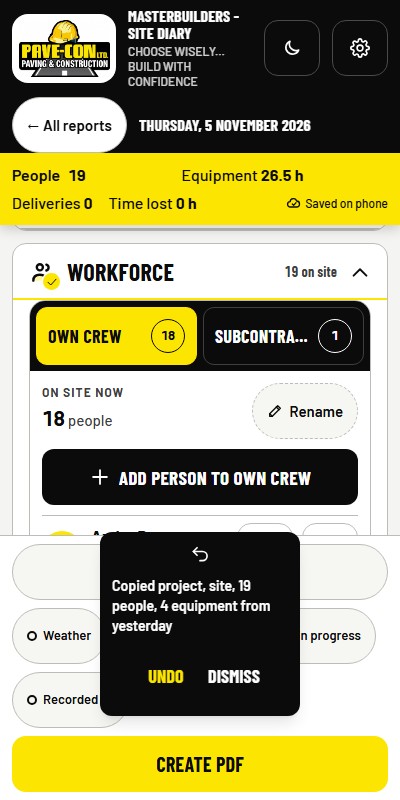 PAVE-CON LTD.
PAVING & CONSTRUCTION
MASTERBUILDERS -
SITE DIARY
CHOOSE WISELY...
BUILD WITH
CONFIDENCE
← All reports
THURSDAY, 5 NOVEMBER 2026
People 19
Equipment 26.5 h
Deliveries 0
Time lost 0 h
Saved on phone
WORKFORCE
19 on site
OWN CREW 18
SUBCONTRA... 1
ON SITE NOW
18 people
Rename
ADD PERSON TO OWN CREW
Copied project, site, 19
people, 4 equipment from
yesterday
UNDO
DISMISS
Weather
n progress
Recorded
CREATE PDF